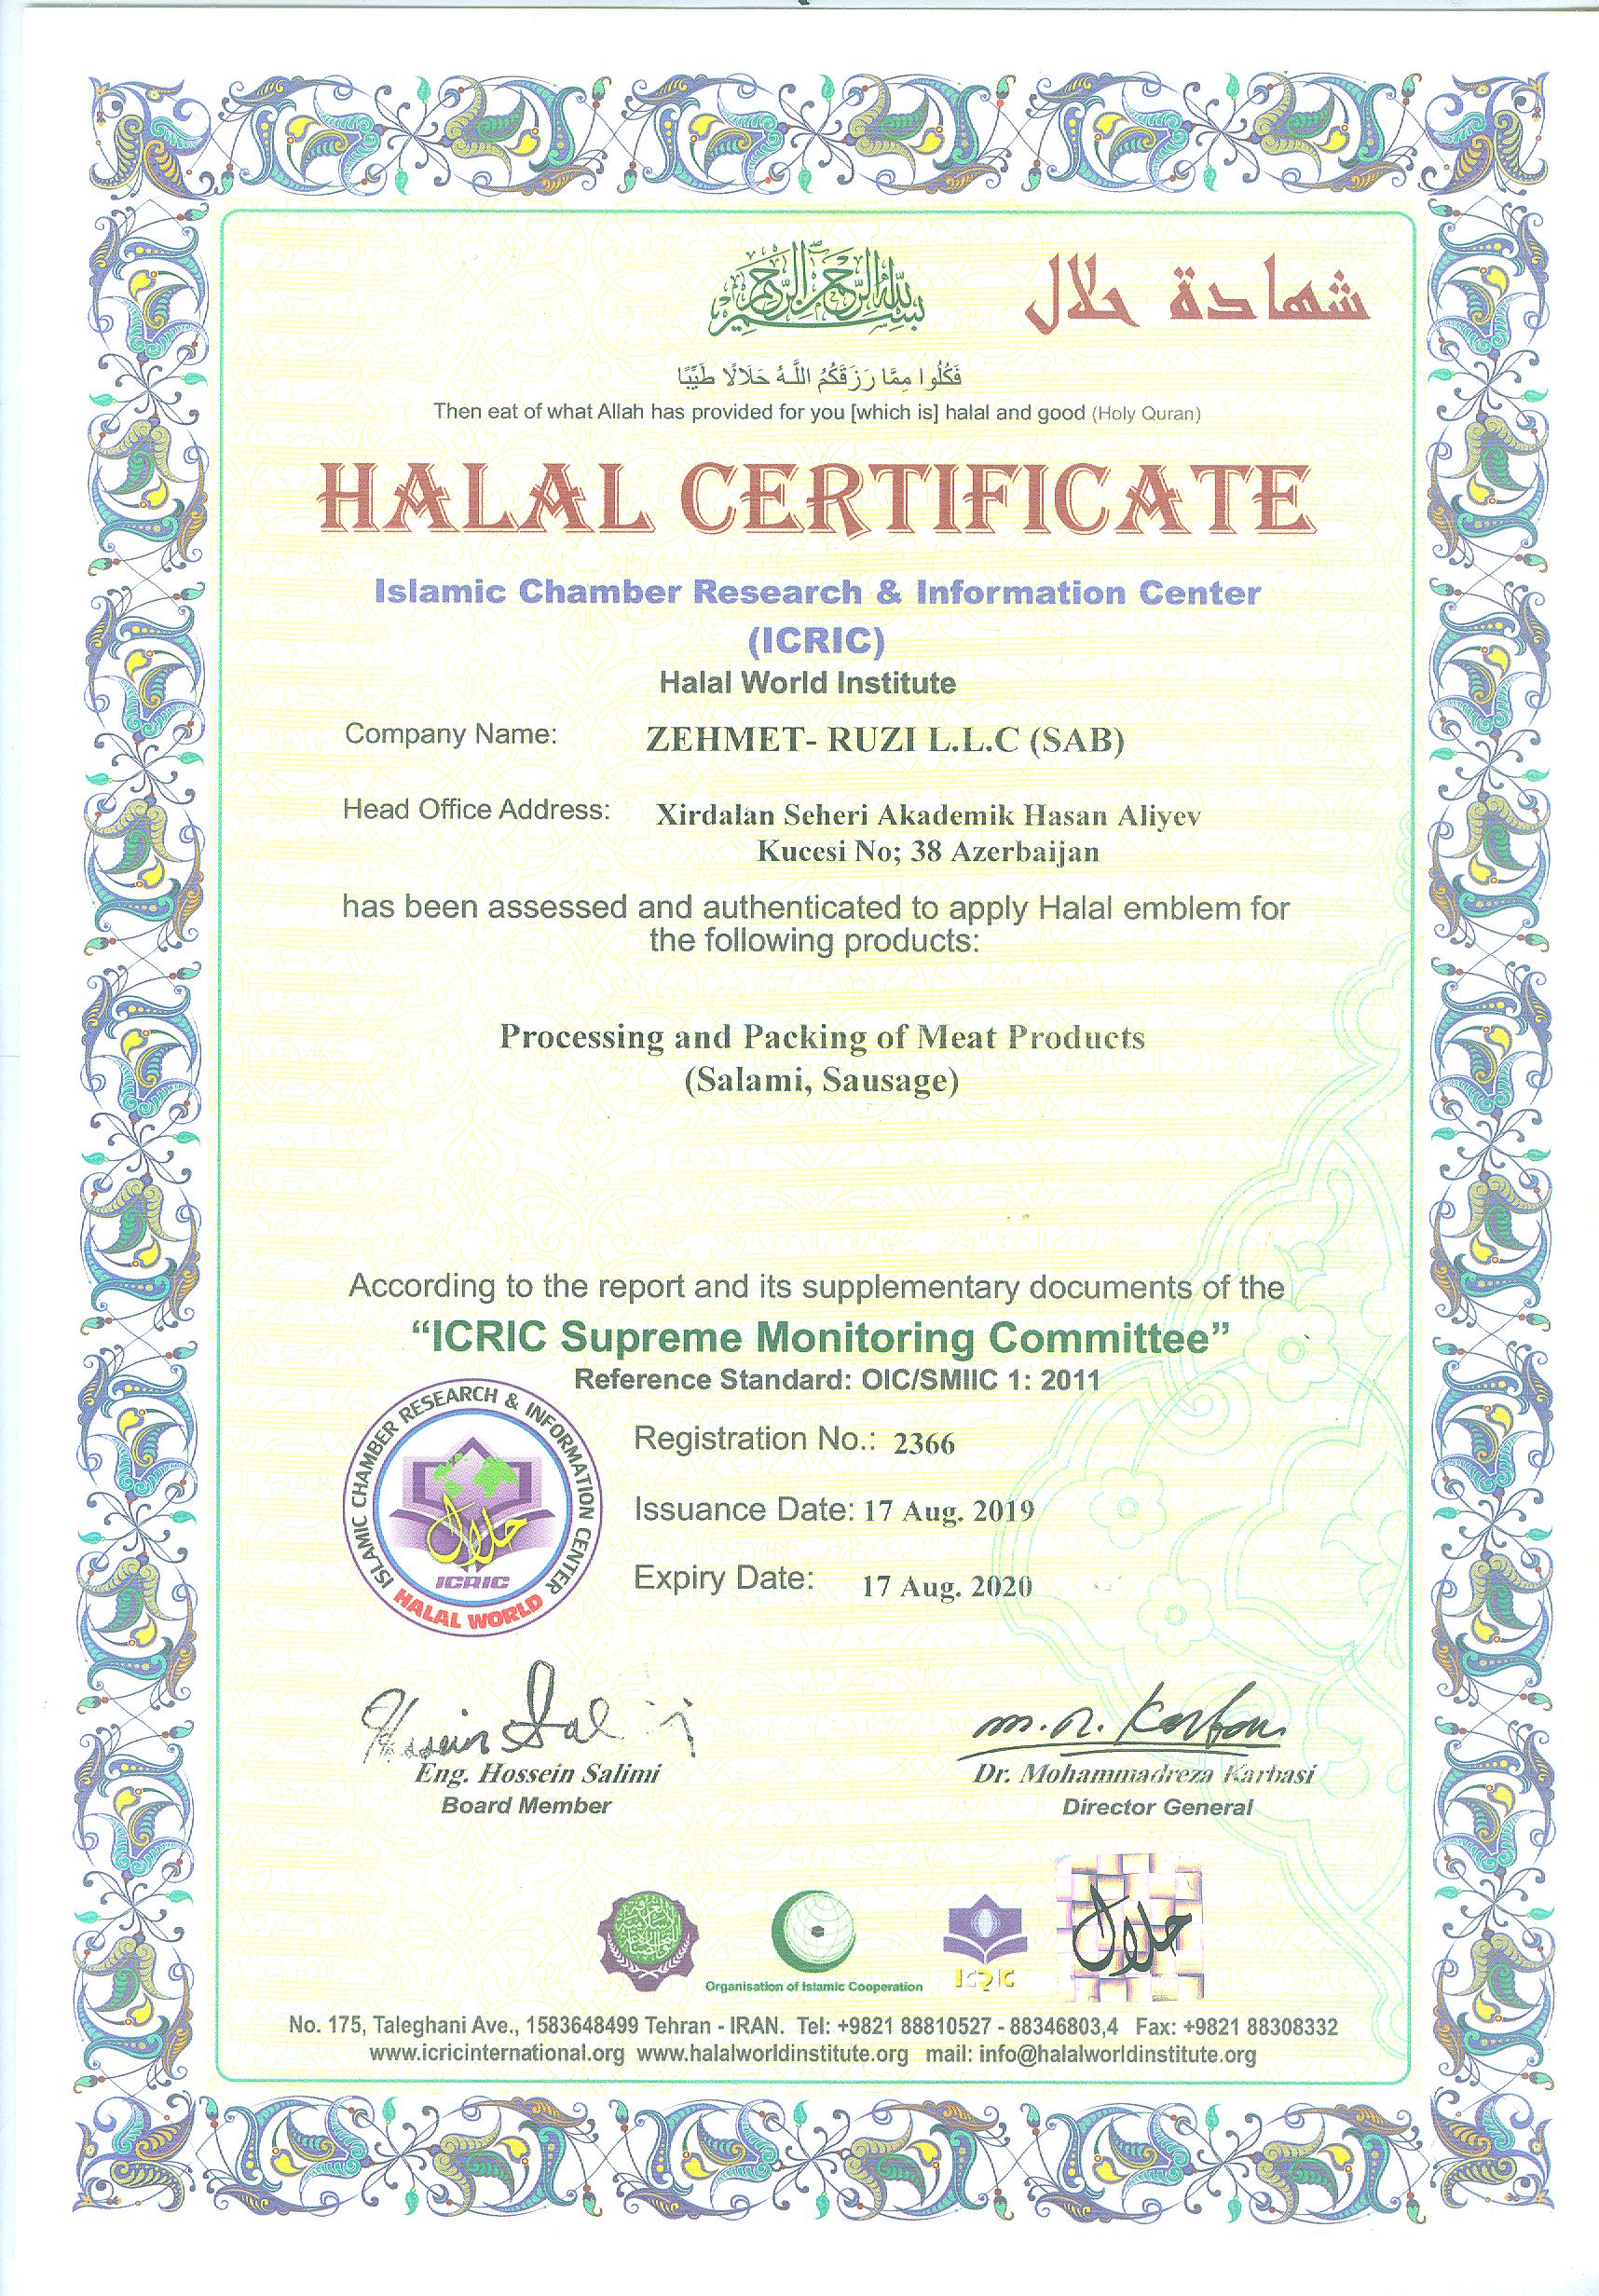 بسم الله الرحمن الرحيم
شهادة حلال
فَكُلُوا مِمَّا رَزَقَكُمُ اللَّهُ حَلَالًا طَيِّبًا
Then eat of what Allah has provided for you [which is] halal and good (Holy Quran)
HALAL CERTIFICATE
Islamic Chamber Research & Information Center
(ICRIC)
Halal World Institute
Company Name: ZEHMET- RUZI L.L.C (SAB)
Head Office Address: Xirdalan Seheri Akademik Hasan Aliyev
Kucesi No; 38 Azerbaijan
has been assessed and authenticated to apply Halal emblem for
the following products:
Processing and Packing of Meat Products
(Salami, Sausage)
According to the report and its supplementary documents of the
“ICRIC Supreme Monitoring Committee”
Reference Standard: OIC/SMIIC 1: 2011
ISLAMIC CHAMBER RESEARCH & INFORMATION CENTER
حلال
ICRIC
HALAL WORLD
Registration No.: 2366
Issuance Date: 17 Aug. 2019
Expiry Date: 17 Aug. 2020
Eng. Hossein Salimi
Board Member
m.r. Karbasi
Dr. Mohammadreza Karbasi
Director General
Organisation of Islamic Cooperation
ICRIC
حلال
No. 175, Taleghani Ave., 1583648499 Tehran - IRAN. Tel: +9821 88810527 - 88346803,4 Fax: +9821 88308332
www.icricinternational.org www.halalworldinstitute.org mail: info@halalworldinstitute.org